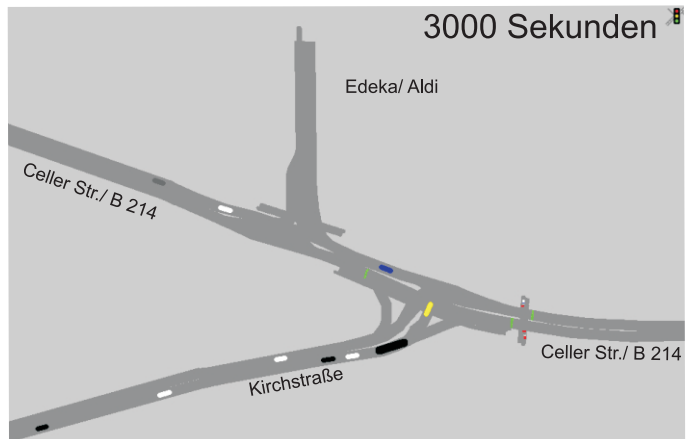 3000 Sekunden
Edeka/ Aldi
Celler Str./ B 214
Kirchstraße
Celler Str./ B 214